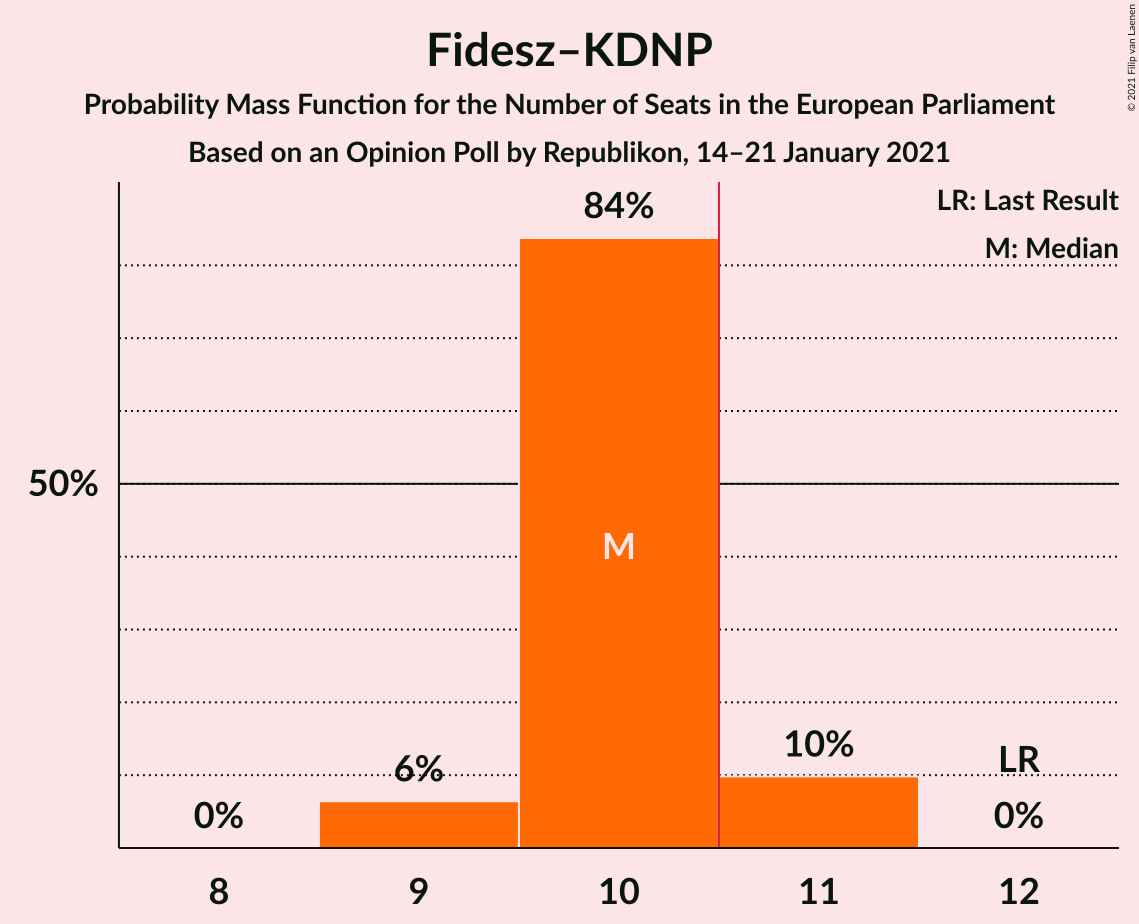 Fidesz–KDNP
Probability Mass Function for the Number of Seats in the European Parliament
Based on an Opinion Poll by Republikon, 14–21 January 2021
© 2021 Filip van Laenen
LR: Last Result
M: Median
84%
50%
M
10%
6%
LR
0%
0%
8 9 10 11 12